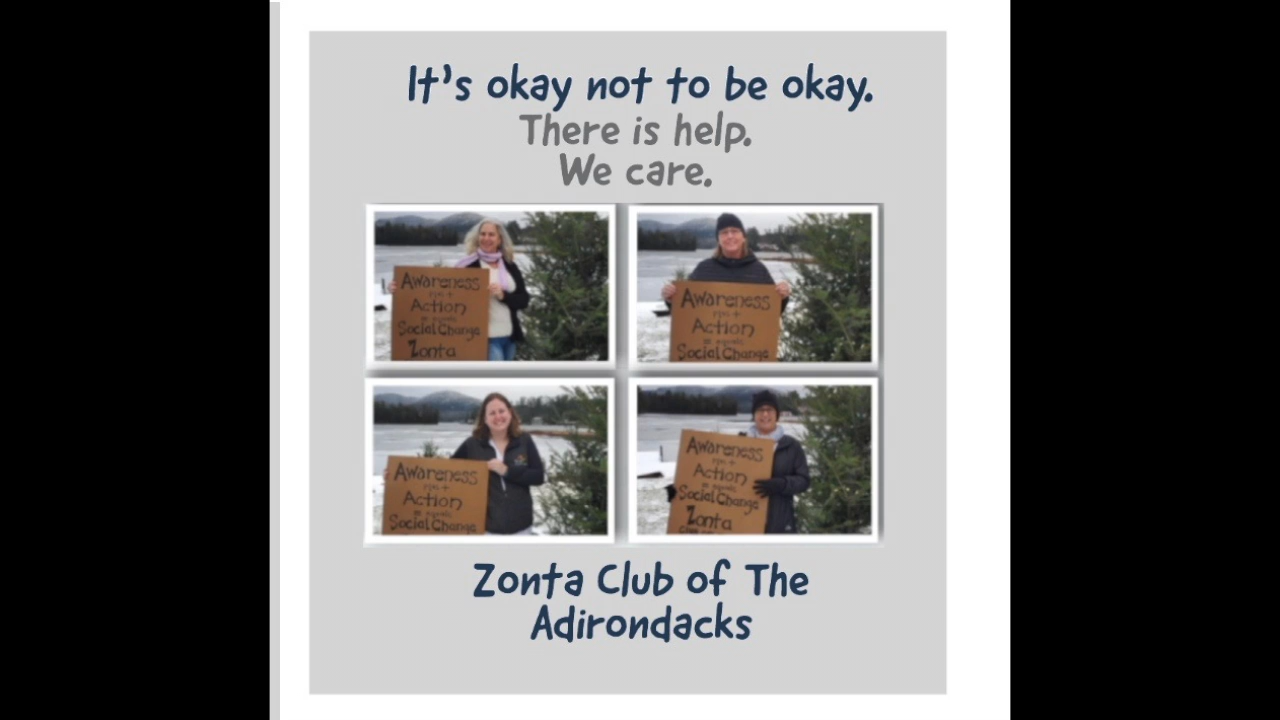 It's okay not to be okay.
There is help.
We care.
Awareness
Action
Social Change
Zonta
Awareness
Action
Social Change
Awareness
Action
Social Change
Awareness
Action
Social Change
Zonta
Zonta Club of The
Adirondacks